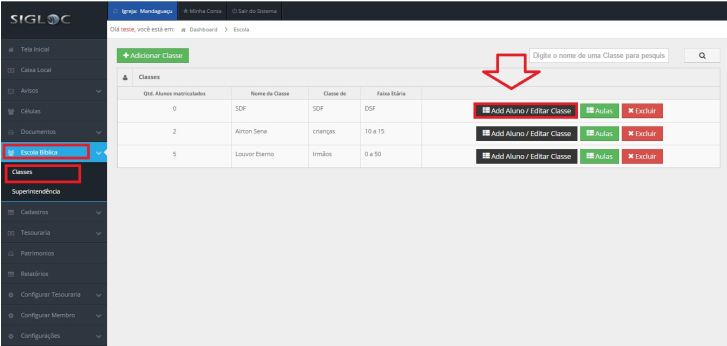 SIGLOC
Igreja: Mandaguaçu Minha Conta Sair do Sistema
Olá teste, você está em: Dashboard > Escola
Tela Inicial
Caixa Local
Avisos
Células
Documentos
Escola Bíblica
Classes
Superintendência
Cadastros
Tesouraria
Patrimonios
Relatórios
Configurar Tesouraria
Configurar Membro
Configurações
+ Adicionar Classe
Digite o nome de uma Classe para pesquis
Classes
Qtd. Alunos matriculados Nome da Classe Classe de Faixa Etária
0 SDF SDF DSF Add Aluno / Editar Classe Aulas Excluir
2 Airton Sena crianças 10 a 15 Add Aluno / Editar Classe Aulas Excluir
5 Louvor Eterno Irmãos 0 a 50 Add Aluno / Editar Classe Aulas Excluir